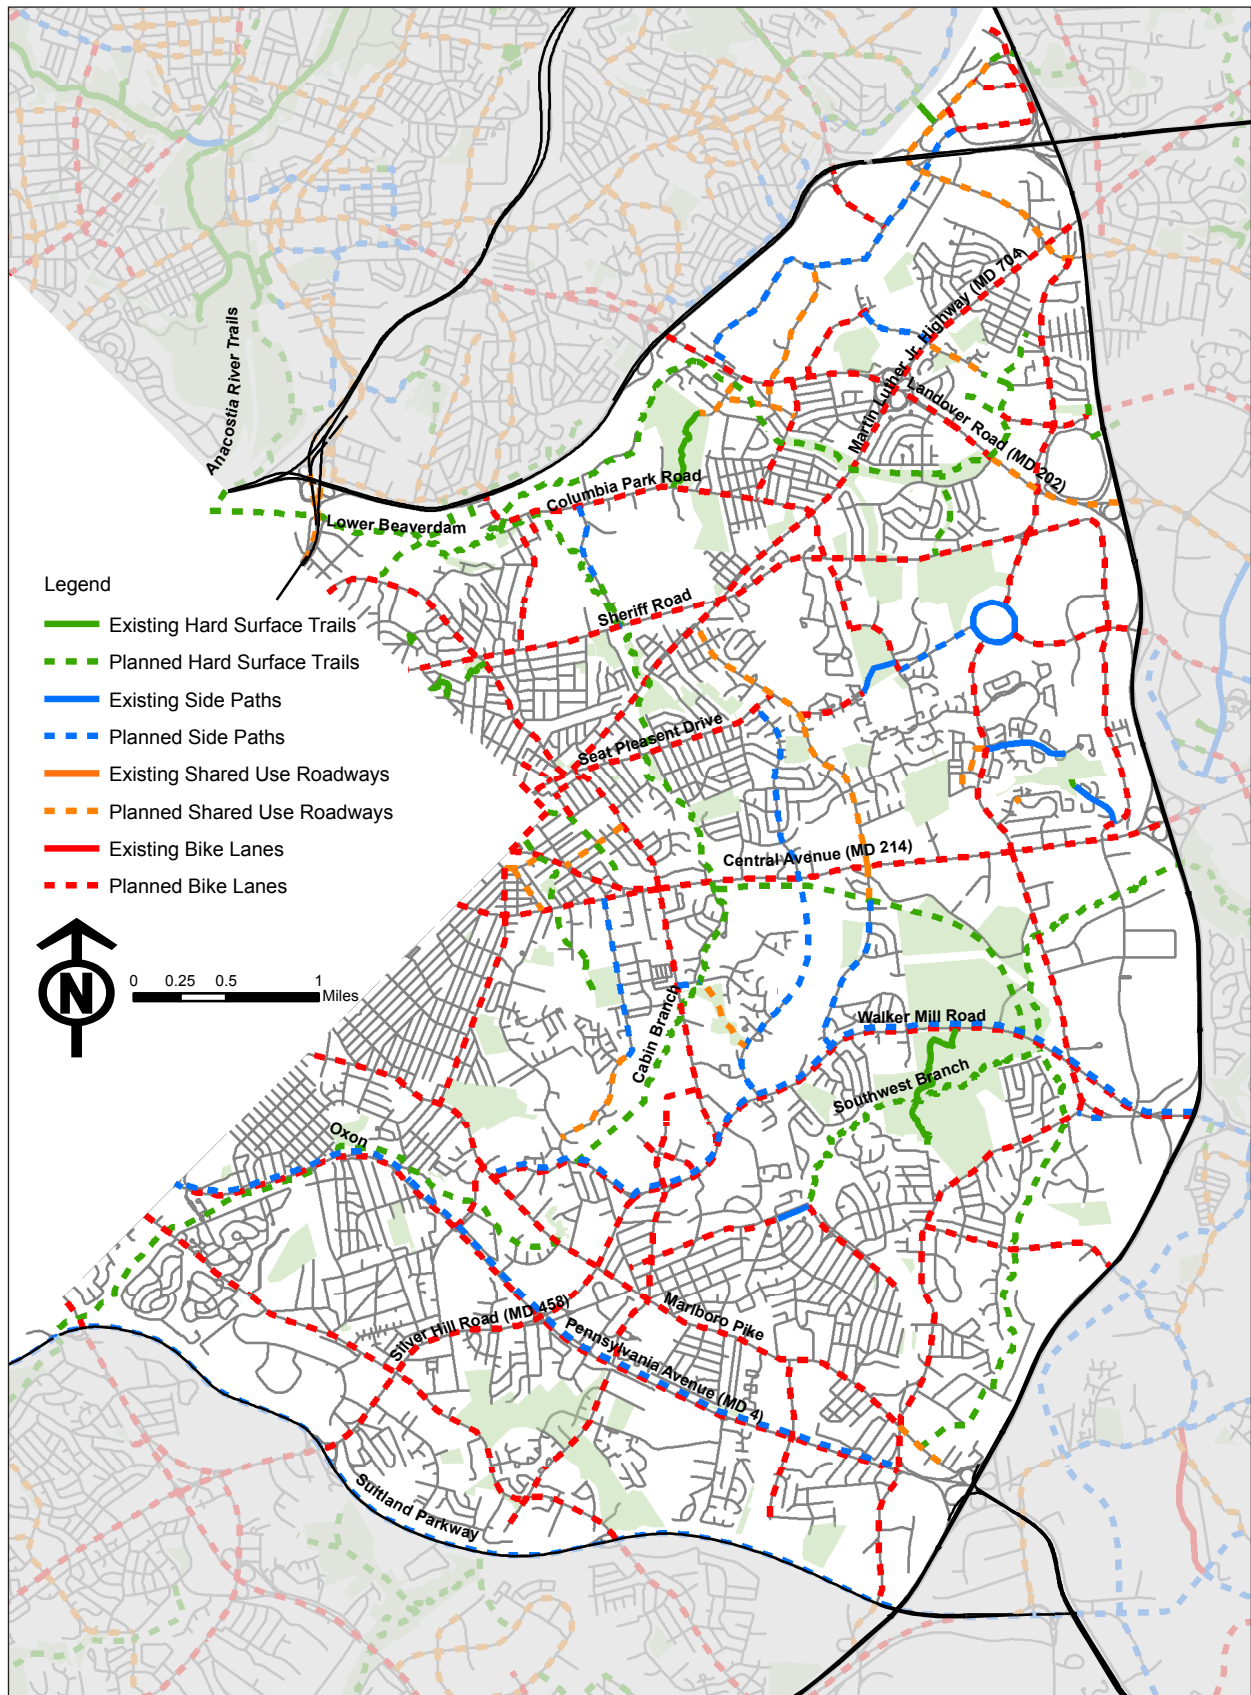 Martin Luther Jr. Highway (MD 704)
Anacostia River Trails
Landover Road (MD 202)
Columbia Park Road
Lower Beaverdam
Legend
Sheriff Road
Existing Hard Surface Trails
Planned Hard Surface Trails
Existing Side Paths
Planned Side Paths
Existing Shared Use Roadways
Planned Shared Use Roadways
Existing Bike Lanes
Planned Bike Lanes
Seat Pleasent Drive
Central Avenue (MD 214)
N
0 0.25 0.5 1
Miles
Walker Mill Road
Cabin Branch
Southwest Branch
Oxon
Silver Hill Road (MD 458)
Marlboro Pike
Pennsylvania Avenue (MD 4)
Suitland Parkway